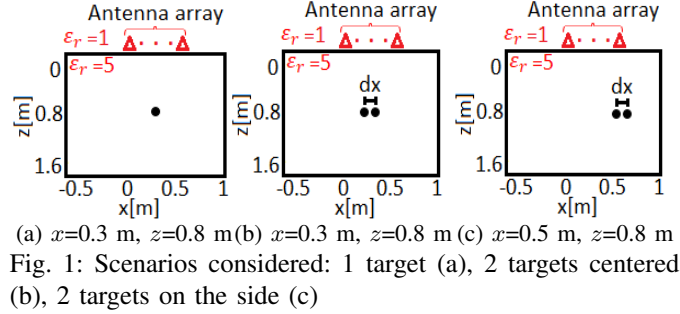 Antenna array Antenna array Antenna array
εr =1 εr =1 εr =1
εr =5 εr =5 εr =5
0 0 0
dx dx
z[m] 0.8 z[m] 0.8 z[m] 0.8
1.6 1.6 1.6
-0.5 0 0.5 1 -0.5 0 0.5 1 -0.5 0 0.5 1
x[m] x[m] x[m]
(a) x=0.3 m, z=0.8 m (b) x=0.3 m, z=0.8 m (c) x=0.5 m, z=0.8 m
Fig. 1: Scenarios considered: 1 target (a), 2 targets centered
(b), 2 targets on the side (c)